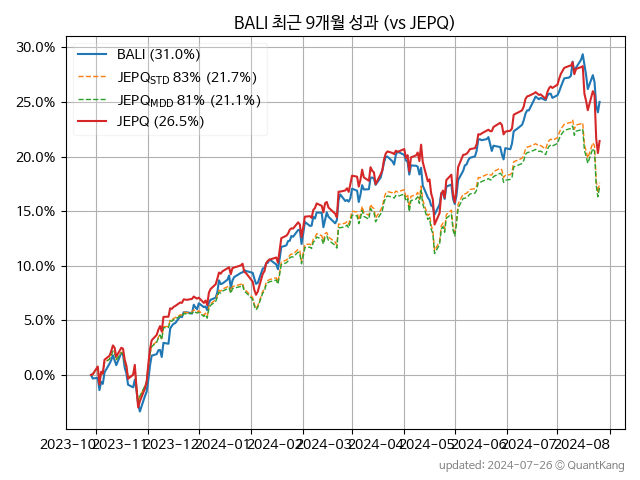 BALI 최근 9개월 성과 (vs JEPQ)
BALI (31.0%)
JEPQSTD 83% (21.7%)
JEPQMDD 81% (21.1%)
JEPQ (26.5%)
30.0%
25.0%
20.0%
15.0%
10.0%
5.0%
0.0%
2023-10 2023-11 2023-12 2024-01 2024-02 2024-03 2024-04 2024-05 2024-06 2024-07 2024-08
updated: 2024-07-26 © QuantKang